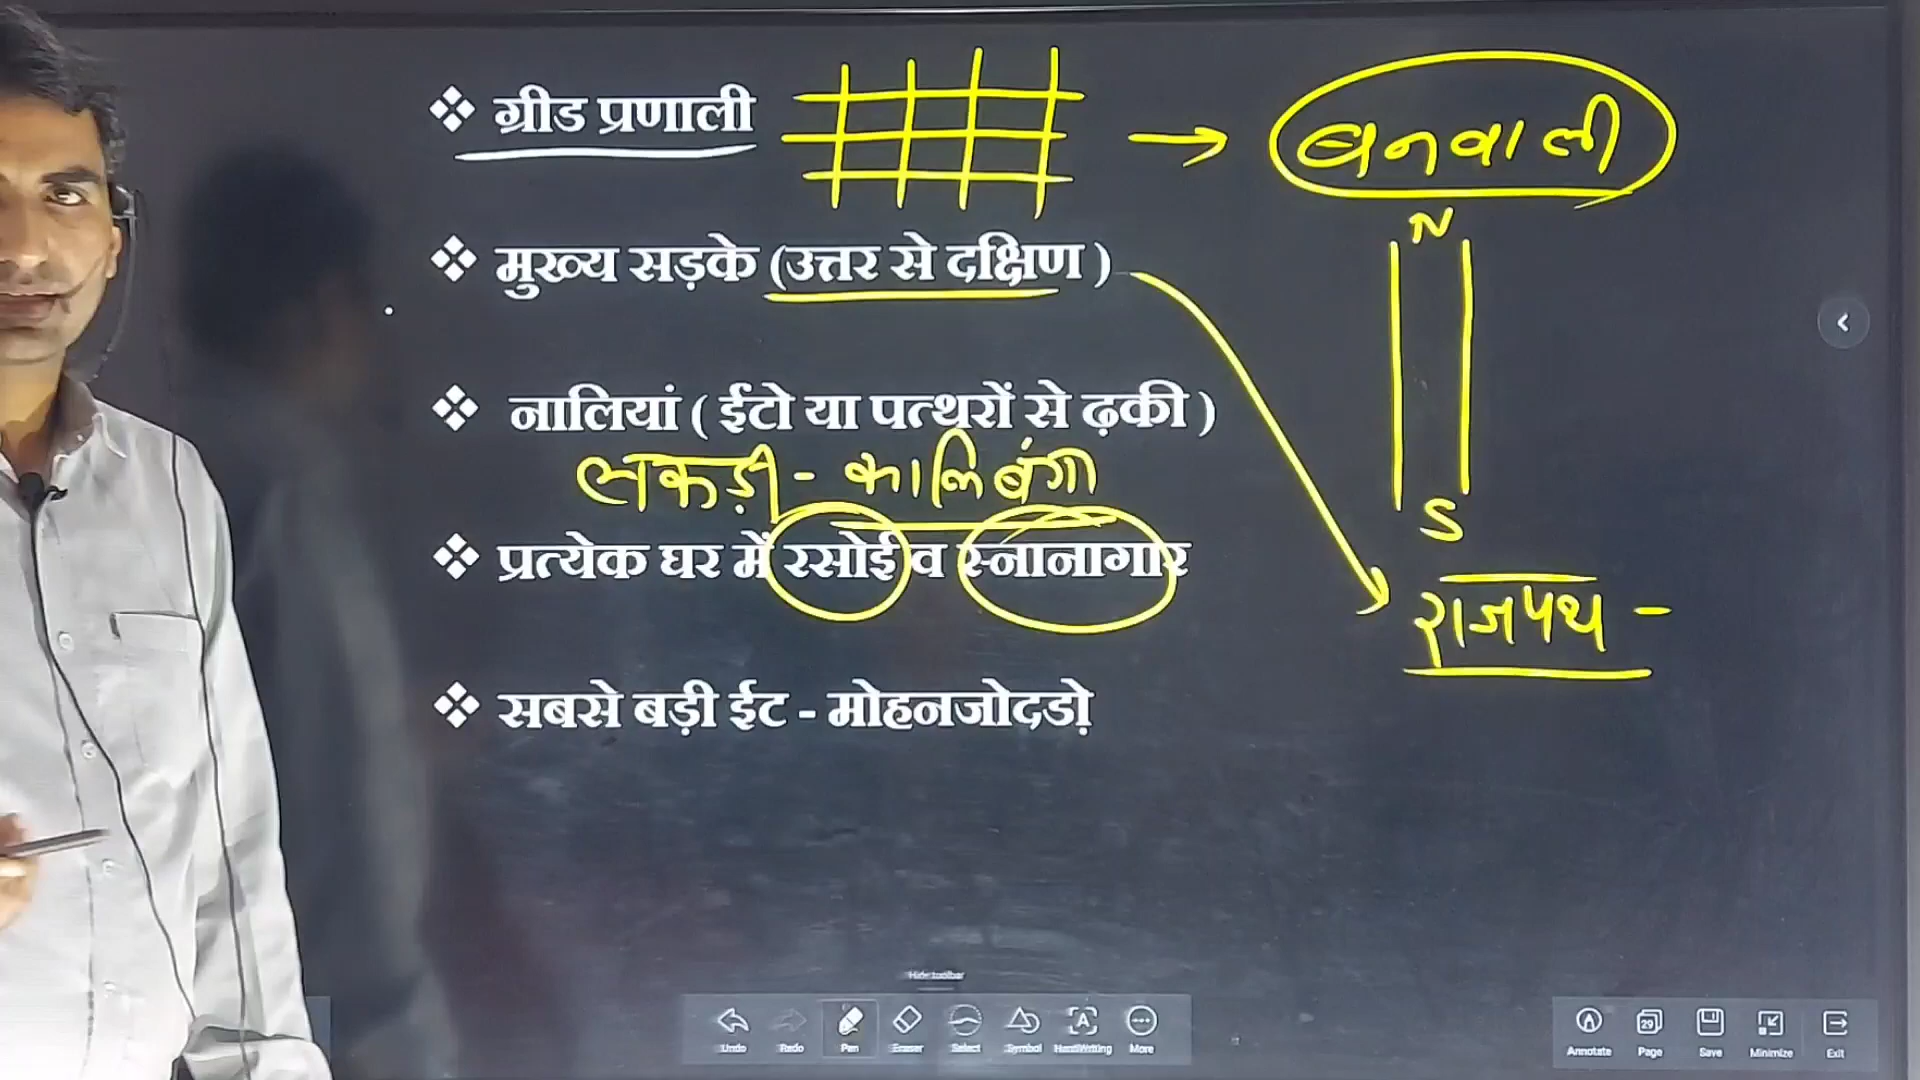 ❖ ग्रीड प्रणाली → बनवाली
❖ मुख्य सड़के (उत्तर से दक्षिण )
N
S
❖ नालियां ( ईटो या पत्थरों से ढ़की )
लकड़ी - कालिबंगा
❖ प्रत्येक घर में रसोई व स्नानागार
राजपथ -
❖ सबसे बड़ी ईट - मोहनजोदडो़
Hide toolbar
Undo Redo Pen Eraser Select Symbol HandWriting More
29
Annotate Page Save Minimize Exit